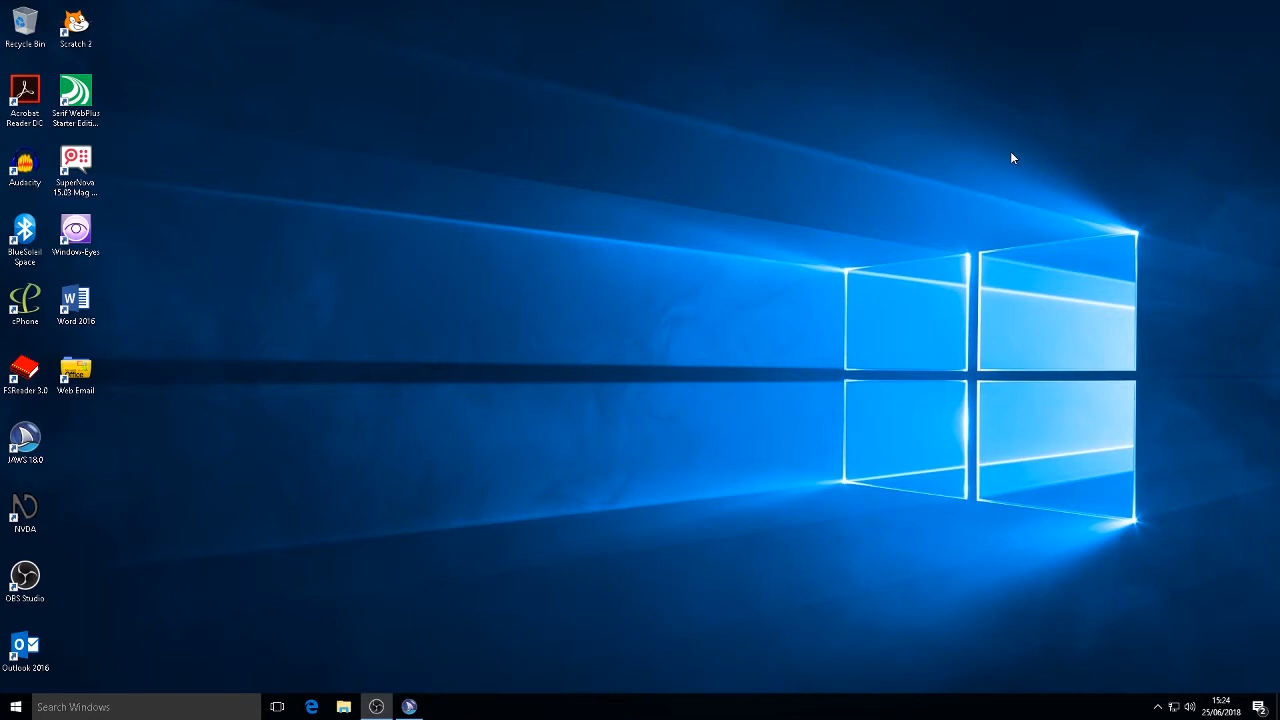 Recycle Bin
Scratch 2
Acrobat
Reader DC
Serif WebPlus
Starter Editi...
Audacity
SuperNova
15.03 Mag ...
BlueSoleil
Space
Window-Eyes
cPhone
Word 2016
FSReader 3.0
Web Email
JAWS 18.0
NVDA
OBS Studio
Outlook 2016
Search Windows
15:24
25/06/2018
2